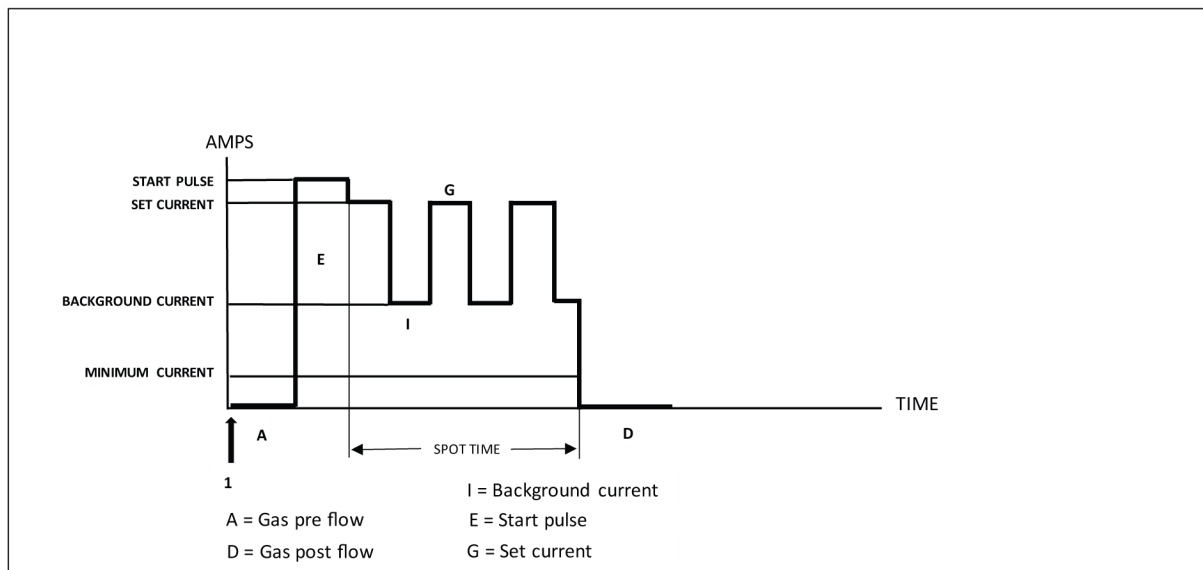 AMPS
START PULSE
G
SET CURRENT
E
BACKGROUND CURRENT
I
MINIMUM CURRENT
TIME
A
D
SPOT TIME
1
I = Background current
A = Gas pre flow
E = Start pulse
D = Gas post flow
G = Set current